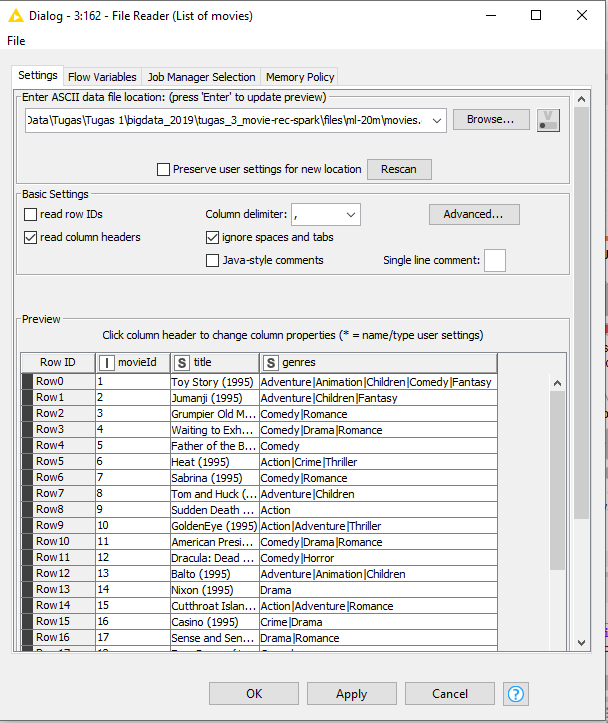 Dialog - 3:162 - File Reader (List of movies)
File
Settings Flow Variables Job Manager Selection Memory Policy
Enter ASCII data file location: (press 'Enter' to update preview)
Data\Tugas\Tugas 1\bigdata_2019\tugas_3_movie-rec-spark\files\ml-20m\movies. Browse... V
Preserve user settings for new location Rescan
Basic Settings
read row IDs Column delimiter: , Advanced...
read column headers ignore spaces and tabs
Java-style comments Single line comment:
Preview
Click column header to change column properties (* = name/type user settings)
Row ID I movieId S title S genres
Row0 1 Toy Story (1995) Adventure|Animation|Children|Comedy|Fantasy
Row1 2 Jumanji (1995) Adventure|Children|Fantasy
Row2 3 Grumpier Old M... Comedy|Romance
Row3 4 Waiting to Exh... Comedy|Drama|Romance
Row4 5 Father of the B... Comedy
Row5 6 Heat (1995) Action|Crime|Thriller
Row6 7 Sabrina (1995) Comedy|Romance
Row7 8 Tom and Huck (... Adventure|Children
Row8 9 Sudden Death ... Action
Row9 10 GoldenEye (1995) Action|Adventure|Thriller
Row10 11 American Presi... Comedy|Drama|Romance
Row11 12 Dracula: Dead ... Comedy|Horror
Row12 13 Balto (1995) Adventure|Animation|Children
Row13 14 Nixon (1995) Drama
Row14 15 Cutthroat Islan... Action|Adventure|Romance
Row15 16 Casino (1995) Crime|Drama
Row16 17 Sense and Sen... Drama|Romance
OK Apply Cancel ?